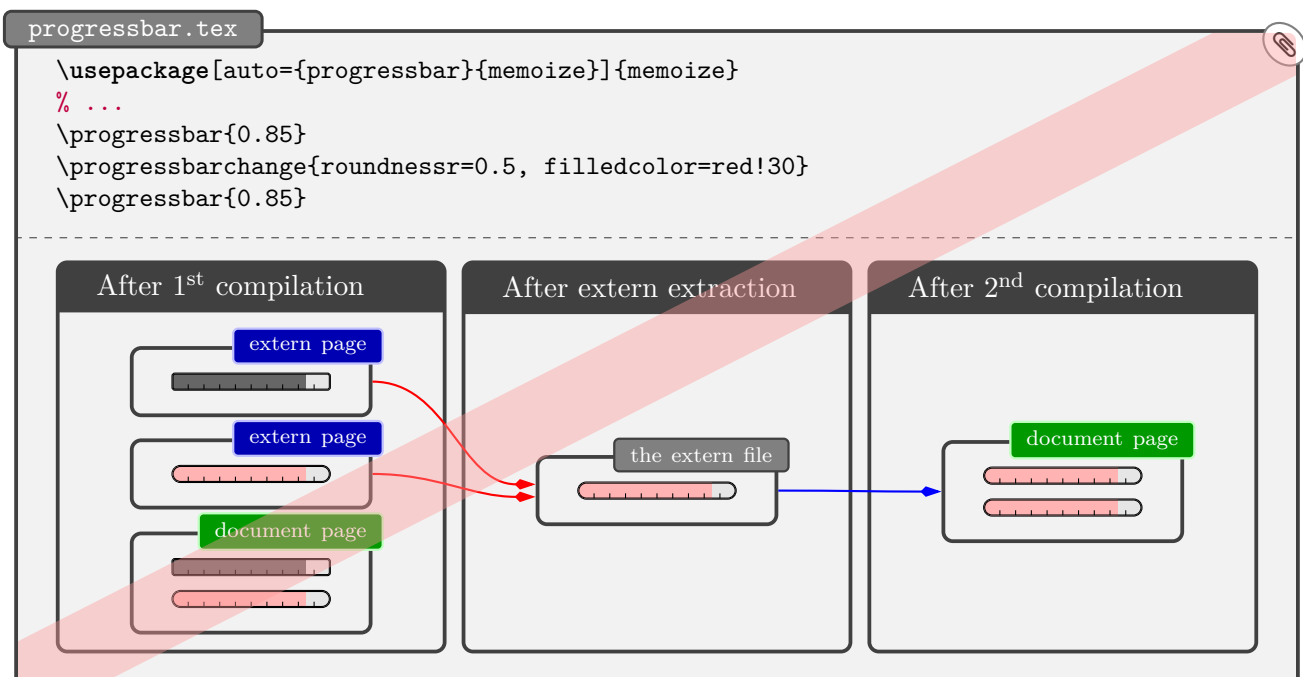 progressbar.tex
\usepackage[auto={progressbar}{memoize}]{memoize}
% ...
\progressbar{0.85}
\progressbarchange{roundnessr=0.5, filledcolor=red!30}
\progressbar{0.85}
After 1st compilation
extern page
extern page
document page
After extern extraction
the extern file
After 2nd compilation
document page